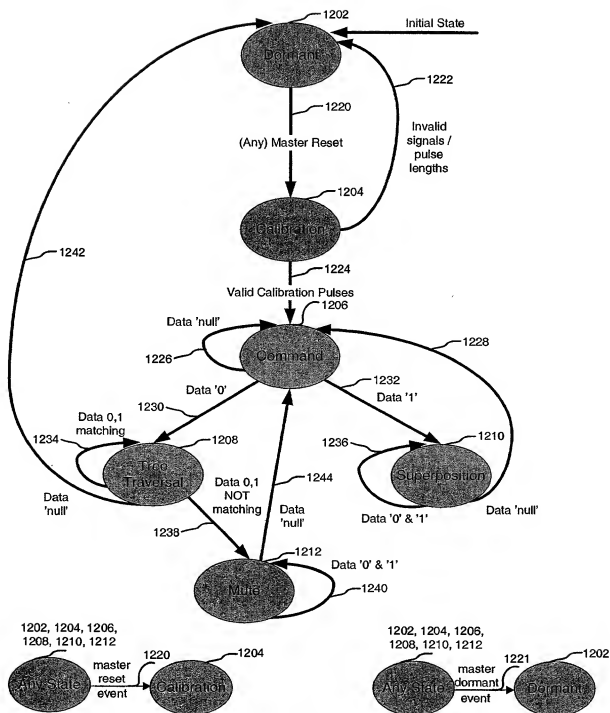 1202
Initial State
Dormant
1222
1220
(Any) Master Reset
Invalid
signals /
pulse
lengths
1204
Calibration
1242
1224
Valid Calibration Pulses
1206
Data 'null'
1228
1226
Command
1232
1230
Data '0'
Data '1'
Data 0,1
matching
1234
1208
1236
1210
Tree
Traversal
Data 0,1
NOT
matching
1244
Superposition
Data
'null'
Data
'null'
Data '0' & '1'
Data 'null'
1238
1212
Data '0' & '1'
Mute
1240
1202, 1204, 1206,
1208, 1210, 1212
1220
1204
master
reset
event
Any State
Calibration
1202, 1204, 1206,
1208, 1210, 1212
1221
1202
master
dormant
event
Any State
Dormant